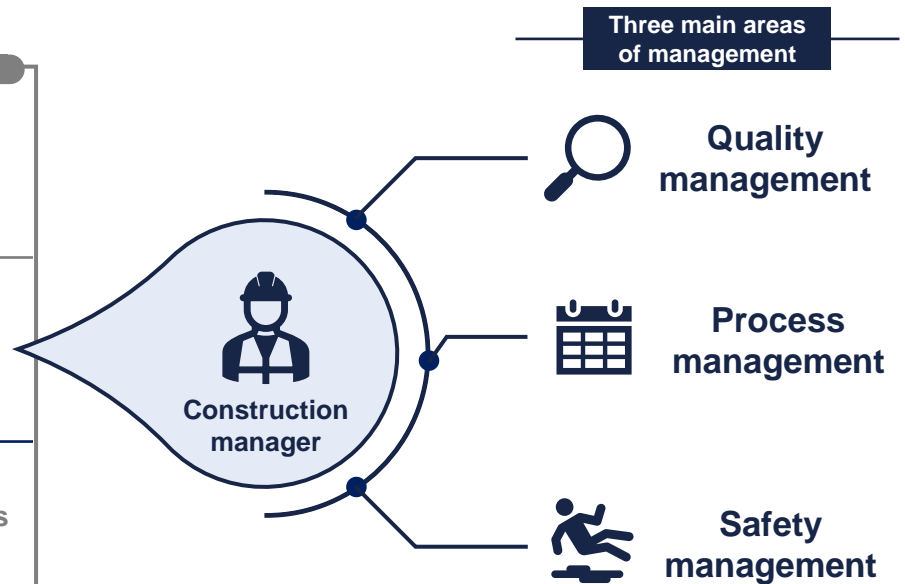 Three main areas
of management
Quality
management
Process
management
Construction
manager
s
Safety
management